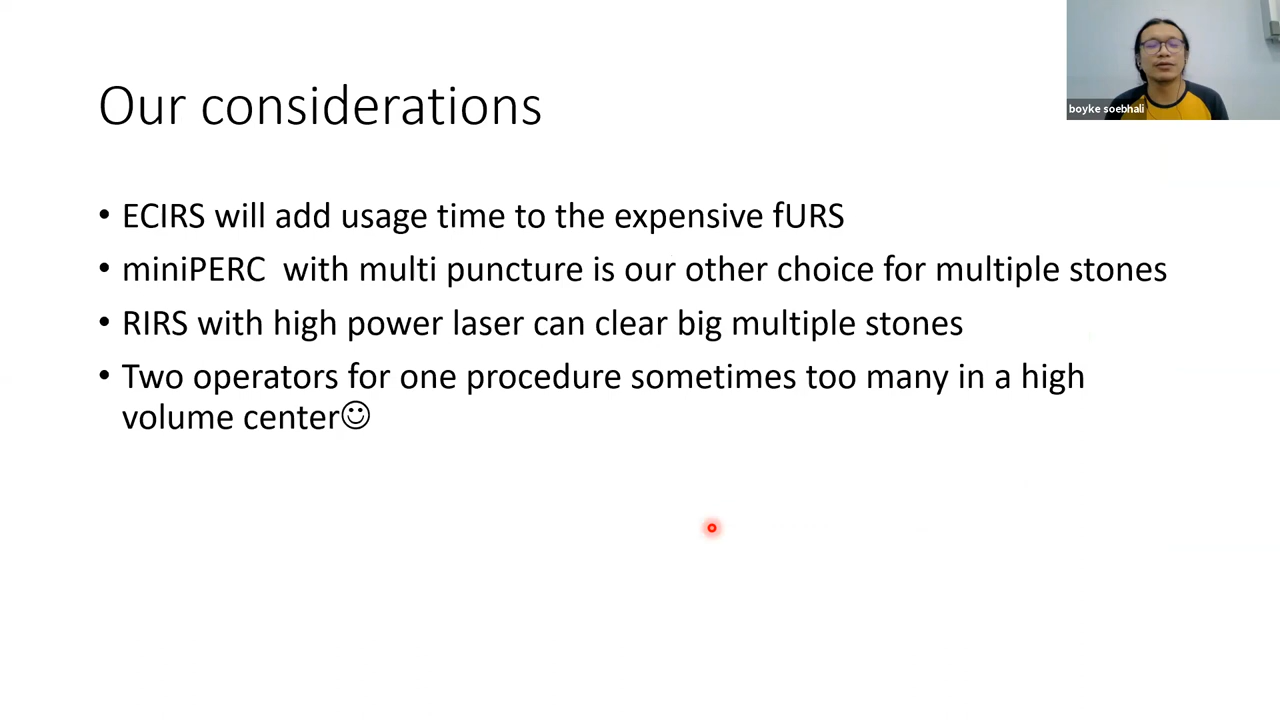 Our considerations
boyke soebhali
• ECIRS will add usage time to the expensive fURS
• miniPERC  with multi puncture is our other choice for multiple stones
• RIRS with high power laser can clear big multiple stones
• Two operators for one procedure sometimes too many in a high
volume center☺